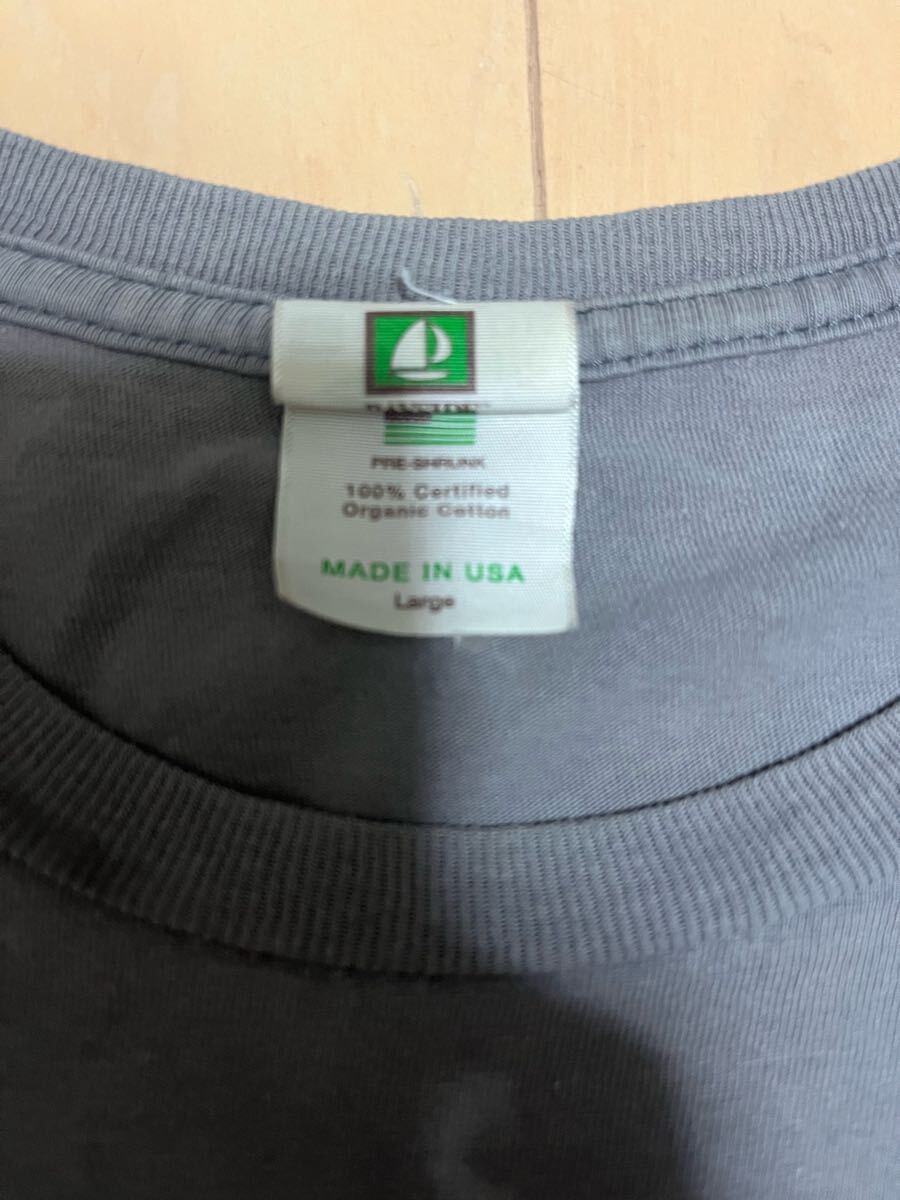 PRE-SHRUNK
100% Certified
Organic Cotton
MADE IN USA
Large